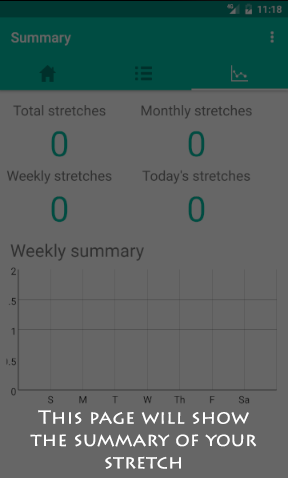 11:18
Summary
Total stretches Monthly stretches
0 0
Weekly stretches Today's stretches
0 0
Weekly summary
2
.5
1
0.5
0
S M T W Th F Sa
This page will show
the summary of your
stretch